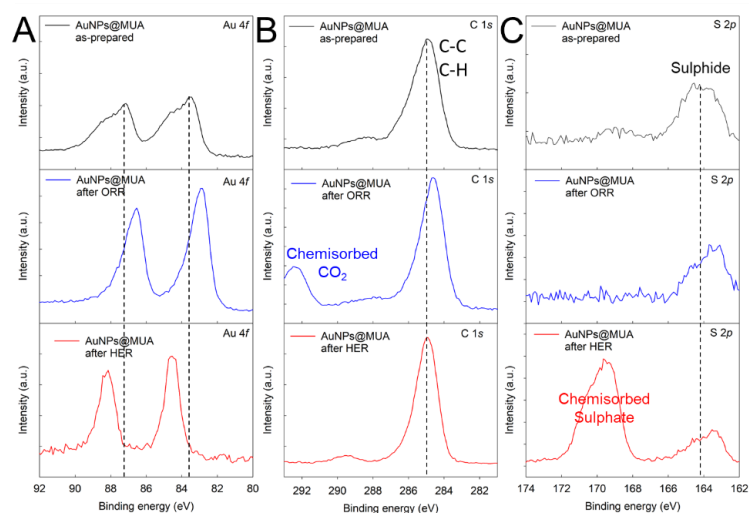 A
AuNPs@MUA
as-prepared
Au 4f
Intensity (a.u.)
AuNPs@MUA
after ORR
Au 4f
Intensity (a.u.)
AuNPs@MUA
after HER
Au 4f
Intensity (a.u.)
92 90 88 86 84 82 80
Binding energy (eV)
B
AuNPs@MUA
as-prepared
C 1s
C-C
C-H
Intensity (a.u.)
AuNPs@MUA
after ORR
C 1s
Chemisorbed
CO2
Intensity (a.u.)
AuNPs@MUA
after HER
C 1s
Intensity (a.u.)
291 288 285 282
Binding energy (eV)
C
AuNPs@MUA
as-prepared
S 2p
Sulphide
Intensity (a.u.)
AuNPs@MUA
after ORR
S 2p
Intensity (a.u.)
AuNPs@MUA
after HER
S 2p
Chemisorbed
Sulphate
Intensity (a.u.)
174 172 170 168 166 164 162
Binding energy (eV)